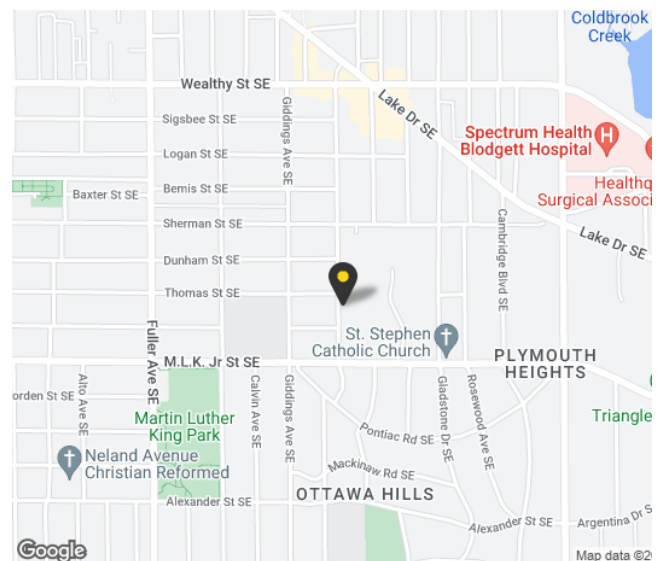 Coldbrook
Creek
Wealthy St SE
Lake Dr SE
Sigsbee St SE
Giddings Ave SE
Spectrum Health
Blodgett Hospital
H
Logan St SE
Healthq
Surgical Associ
Bemis St SE
Baxter St SE
Sherman St SE
Cambridge Blvd SE
Lake Dr SE
Dunham St SE
Thomas St SE
Fuller Ave SE
St. Stephen
Catholic Church
M.L.K. Jr St SE
PLYMOUTH
HEIGHTS
orden St SE
Alto Ave SE
Calvin Ave SE
Giddings Ave SE
Gladstone Dr SE
Rosewood Ave SE
Triangle
Martin Luther
King Park
Pontiac Rd SE
Neland Avenue
Christian Reformed
Mackinaw Rd SE
OTTAWA HILLS
Alexander St SE
Alexander St SE
Argentina Dr S
Google
Map data ©20